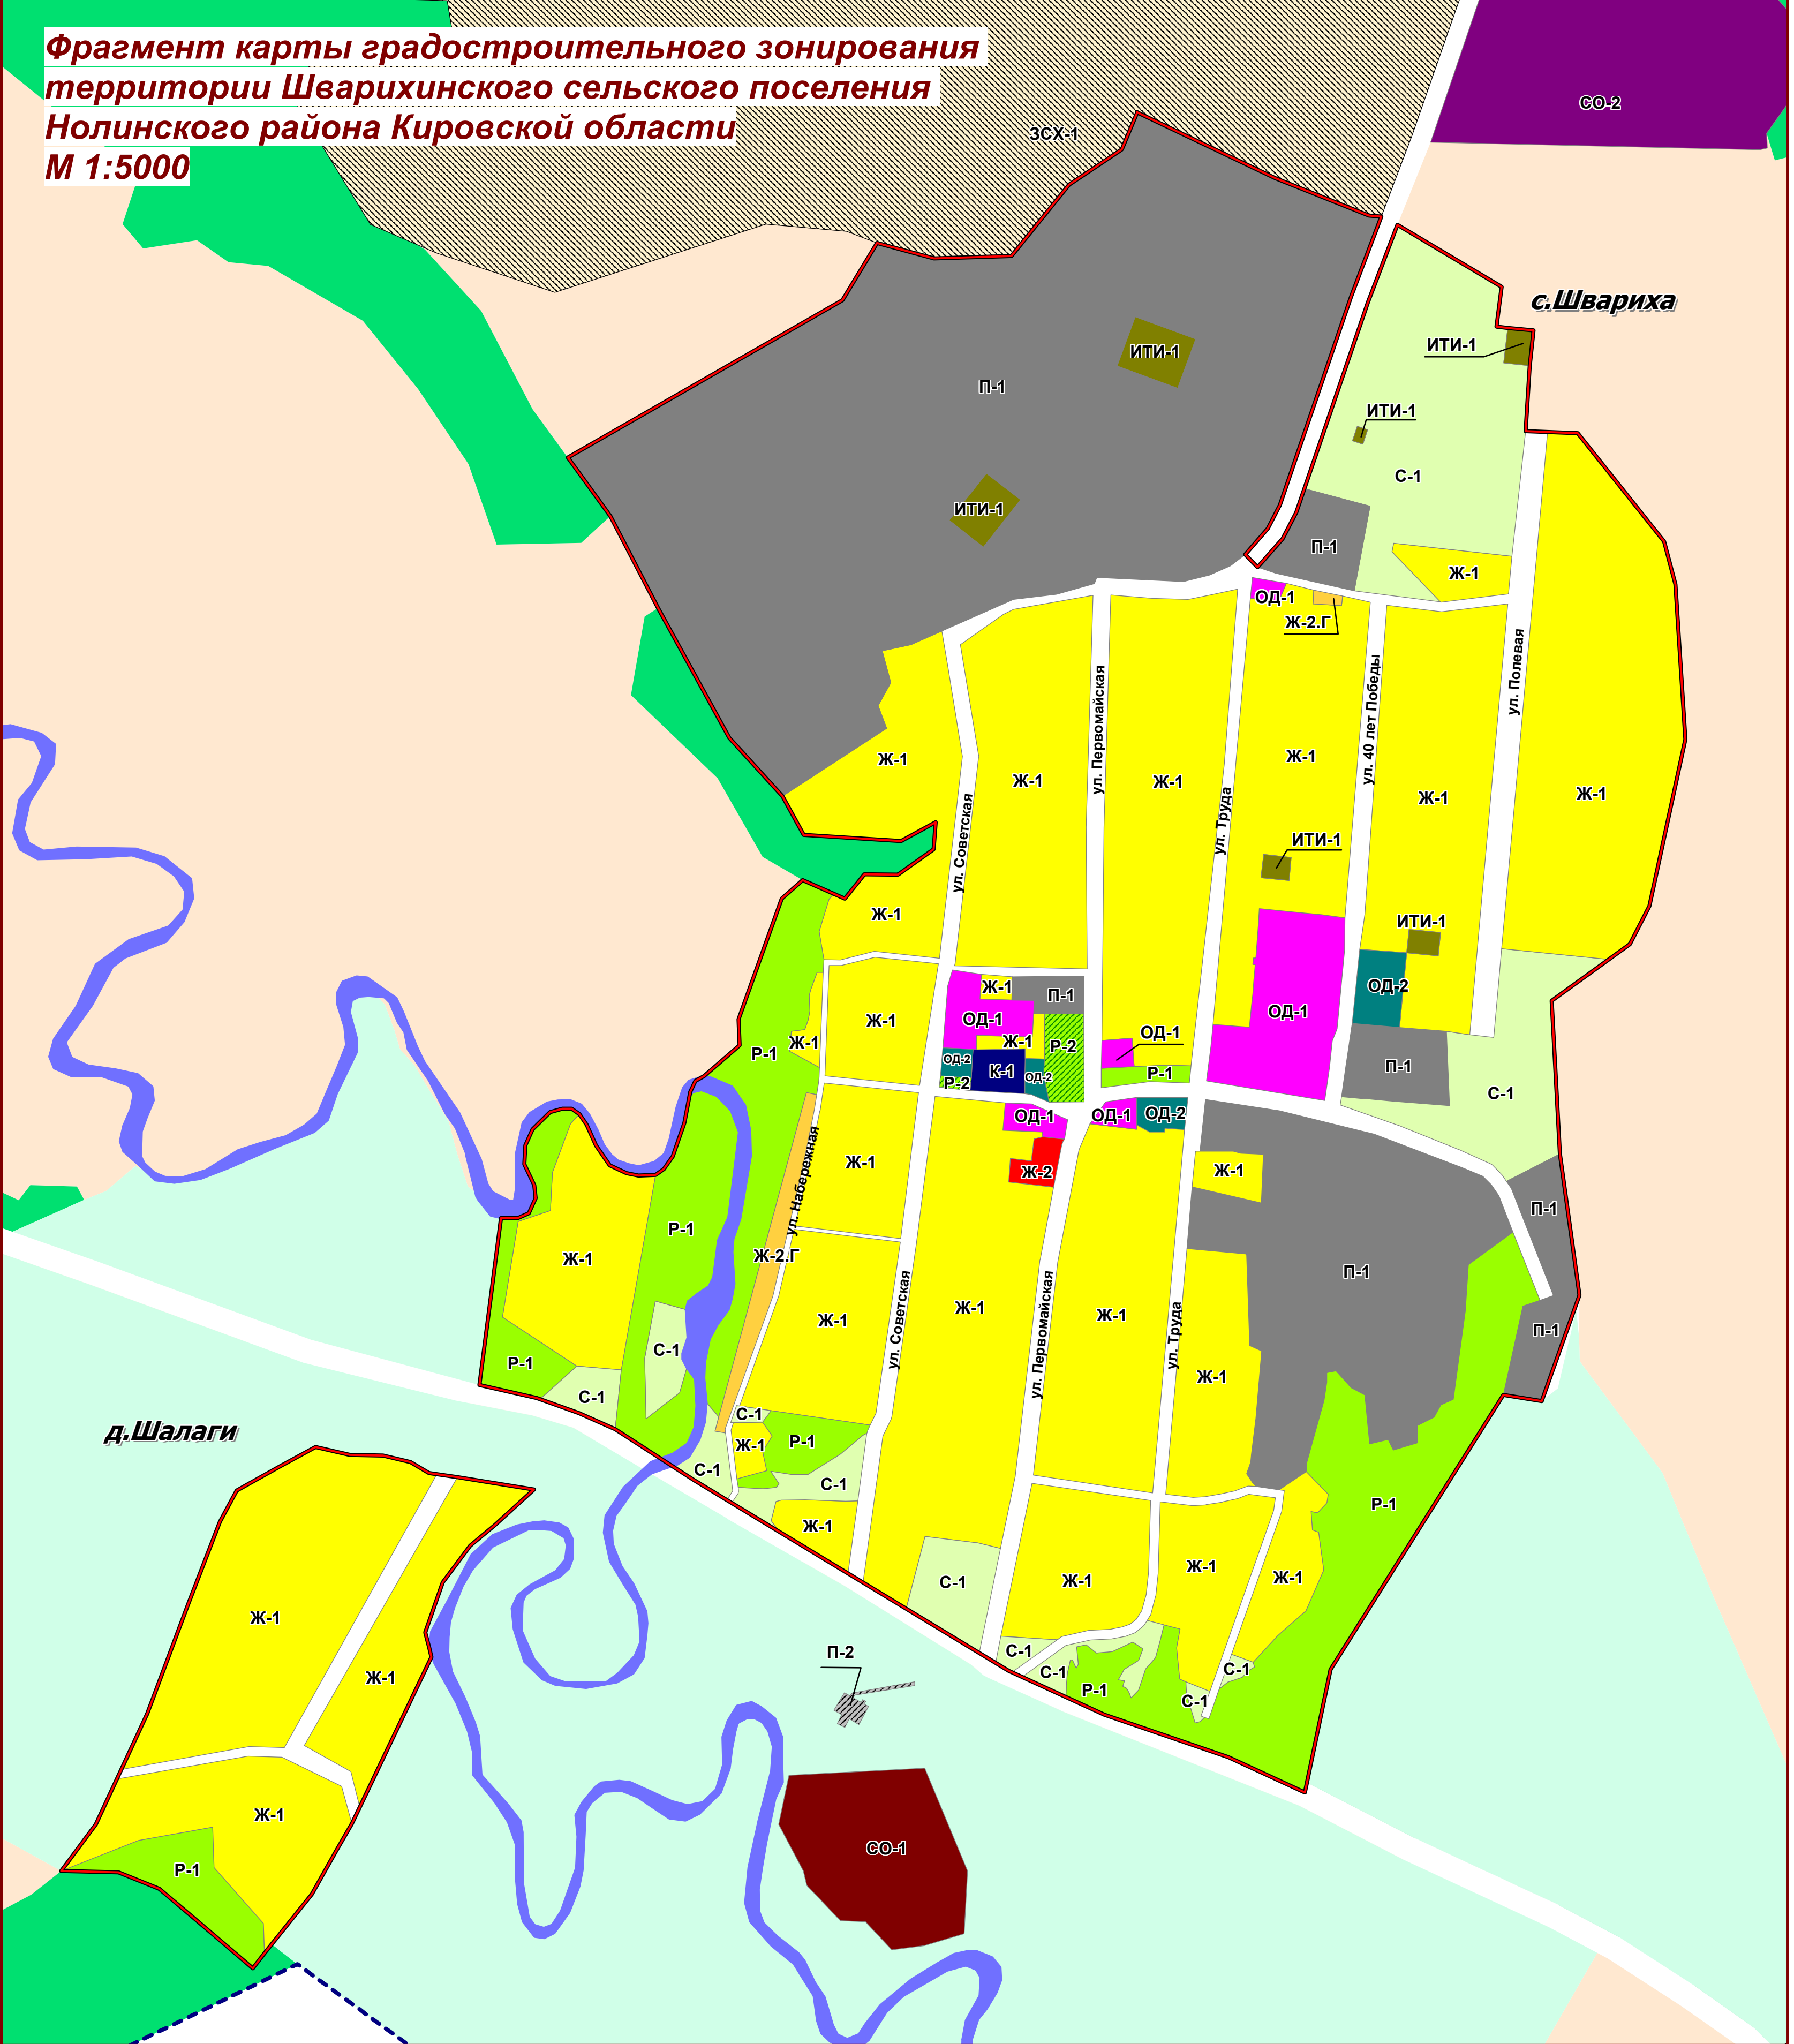 Фрагмент карты градостроительного зонирования
территории Шварихинского сельского поселения
Нолинского района Кировской области
М 1:5000
СО-2
ЗСХ-1
с.Швариха
ИТИ-1
ИТИ-1
П-1
ИТИ-1
С-1
ИТИ-1
П-1
Ж-1
ОД-1
Ж-2.Г
ул. Полевая
ул. 40 лет Победы
ул. Первомайская
Ж-1
Ж-1
Ж-1
Ж-1
Ж-1
Ж-1
ул. Труда
ул. Советская
ИТИ-1
Ж-1
ИТИ-1
Ж-1
П-1
ОД-2
ОД-1
ОД-1
Ж-1
ОД-1
Ж-1
Ж-1
Р-2
Р-1
ОД-2
К-1
ОД-2
Р-2
Р-1
П-1
С-1
ОД-1
ОД-1
ОД-2
Ж-1
Ж-2
Ж-1
ул. Набережная
П-1
Р-1
Ж-2.Г
Ж-1
П-1
Ж-1
Ж-1
Ж-1
ул. Советская
ул. Первомайская
ул. Труда
П-1
С-1
Р-1
Ж-1
С-1
С-1
Р-1
Ж-1
С-1
С-1
Р-1
Ж-1
д.Шалаги
Ж-1
Ж-1
С-1
Ж-1
Ж-1
Ж-1
С-1
С-1
С-1
Р-1
С-1
П-2
Ж-1
Ж-1
Р-1
СО-1